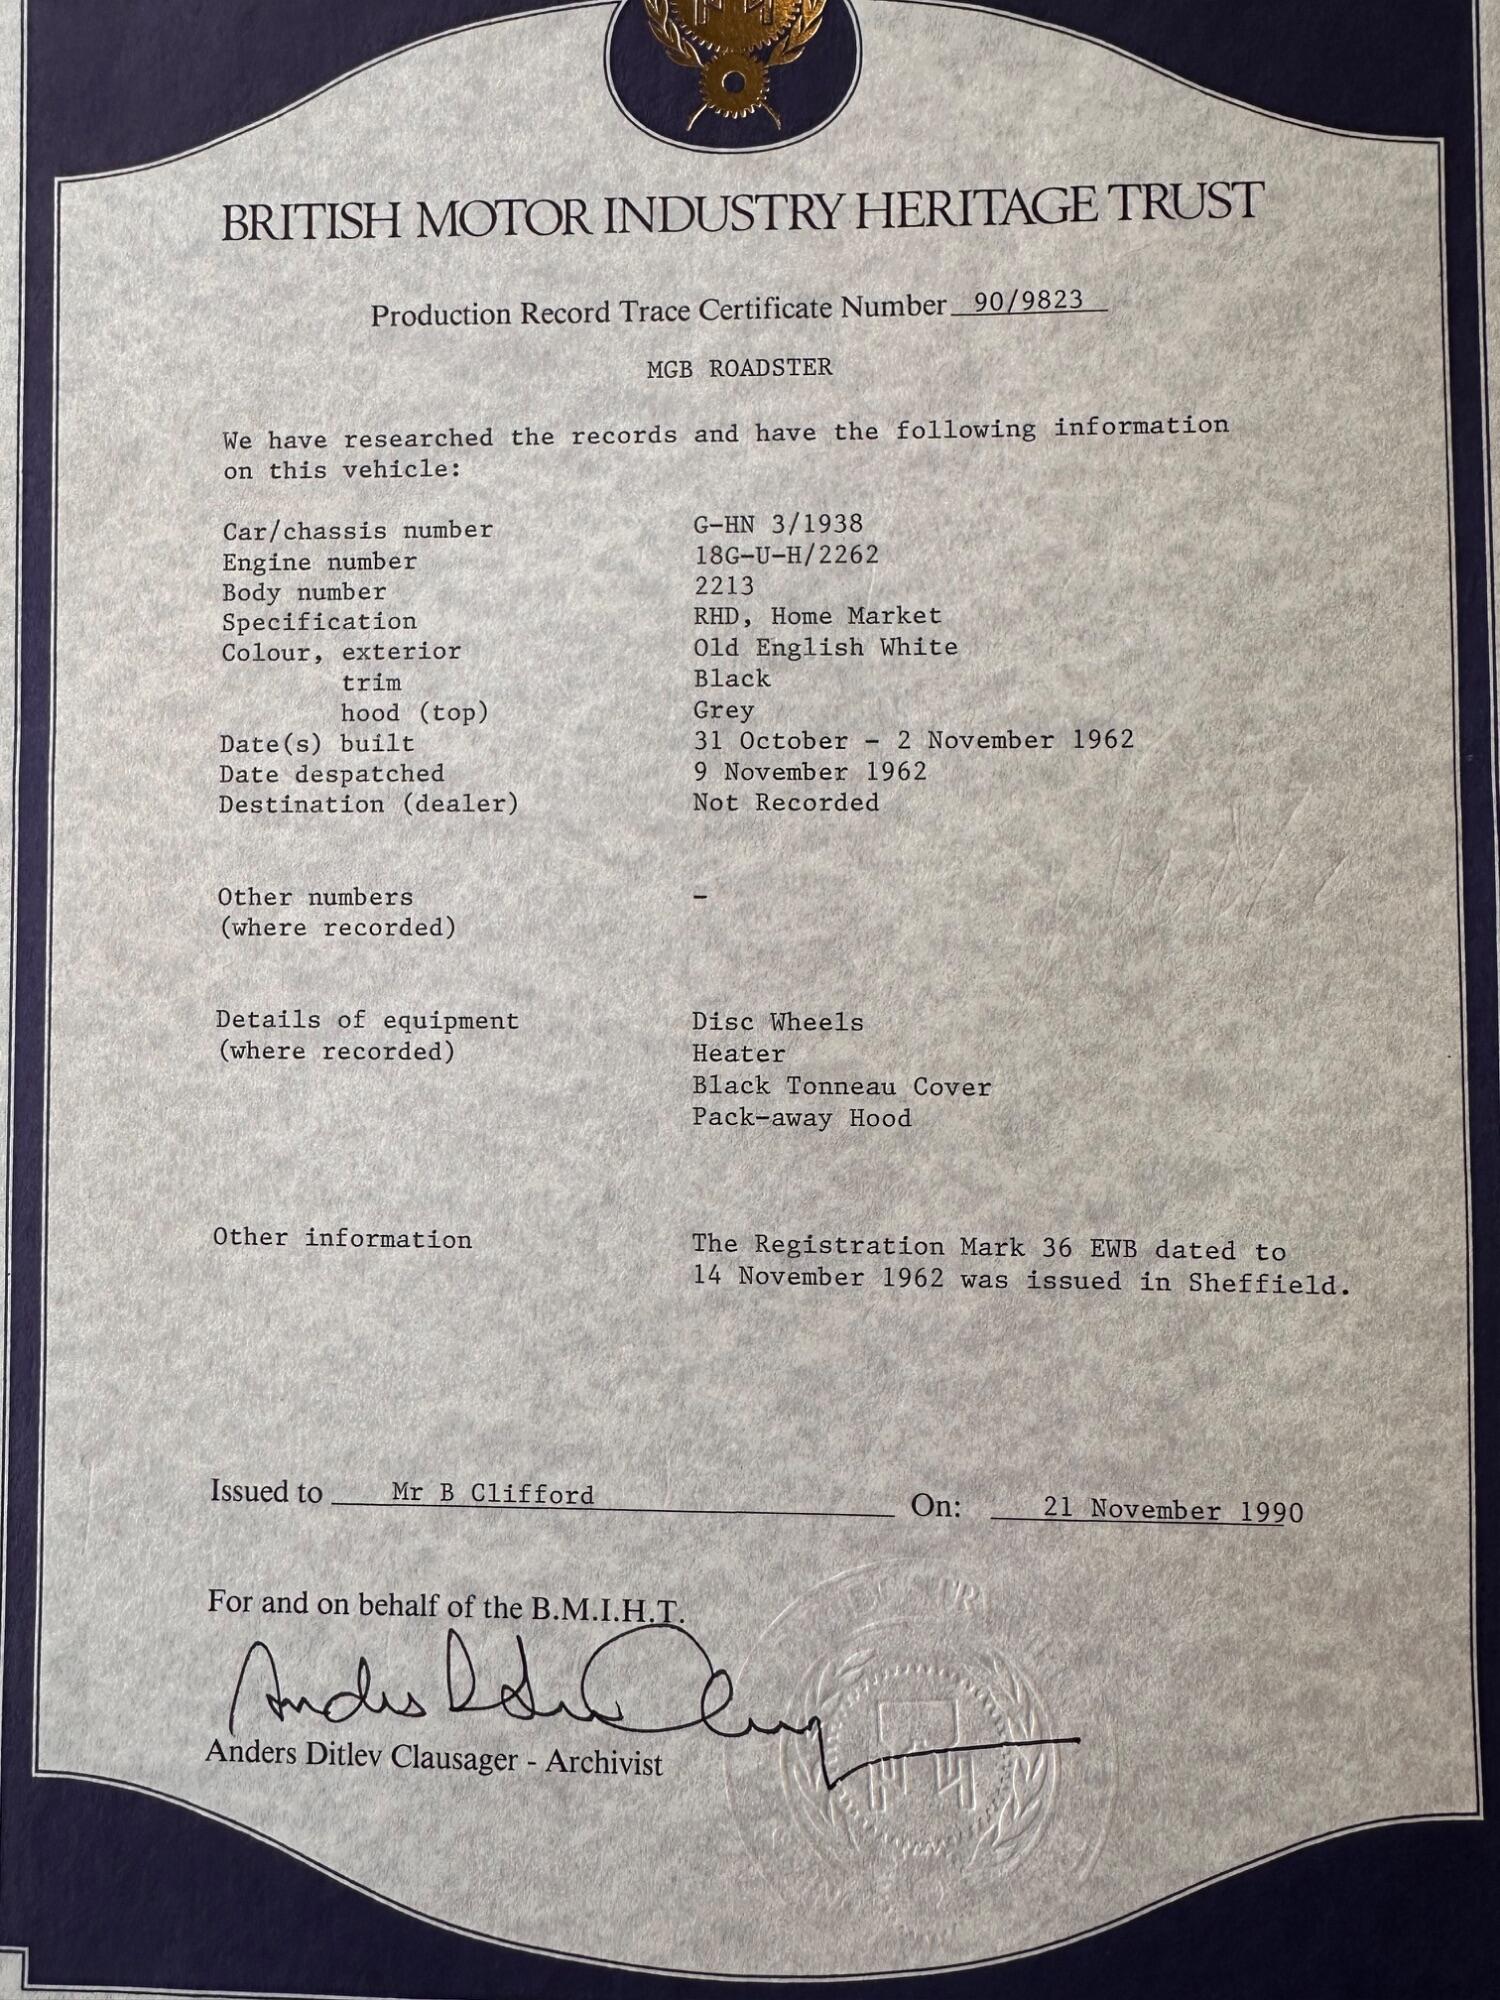 BRITISH MOTOR INDUSTRY HERITAGE TRUST
Production Record Trace Certificate Number 90/9823
MGB ROADSTER
We have researched the records and have the following information
on this vehicle:
Car/chassis number G-HN 3/1938
Engine number 18G-U-H/2262
Body number 2213
Specification RHD, Home Market
Colour, exterior Old English White
trim Black
hood (top) Grey
Date(s) built 31 October - 2 November 1962
Date despatched 9 November 1962
Destination (dealer) Not Recorded
Other numbers -
(where recorded)
Details of equipment Disc Wheels
(where recorded) Heater
Black Tonneau Cover
Pack-away Hood
Other information The Registration Mark 36 EWB dated to
14 November 1962 was issued in Sheffield.
Issued to Mr B Clifford On: 21 November 1990
For and on behalf of the B.M.I.H.T.
Anders Ditlev Clausager - Archivist